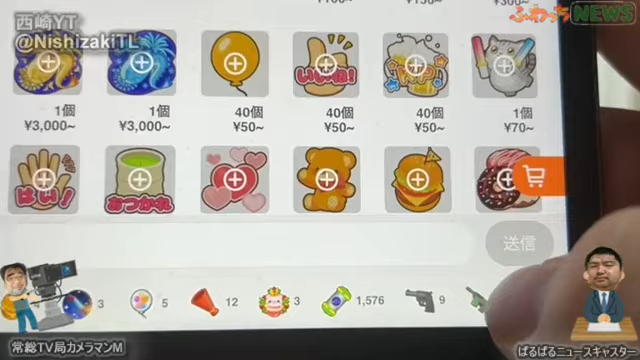 西崎YT
@NishizakiTL
ふわっちNEWS
1個
¥3,000~
1個
¥3,000~
40個
¥50~
いいね!
40個
¥50~
40個
¥50~
1個
¥70~
はい!
おつかれ
送信
3
5
12
3
1,576
9
常総TV局カメラマンM
ぱるぱるニュースキャスター